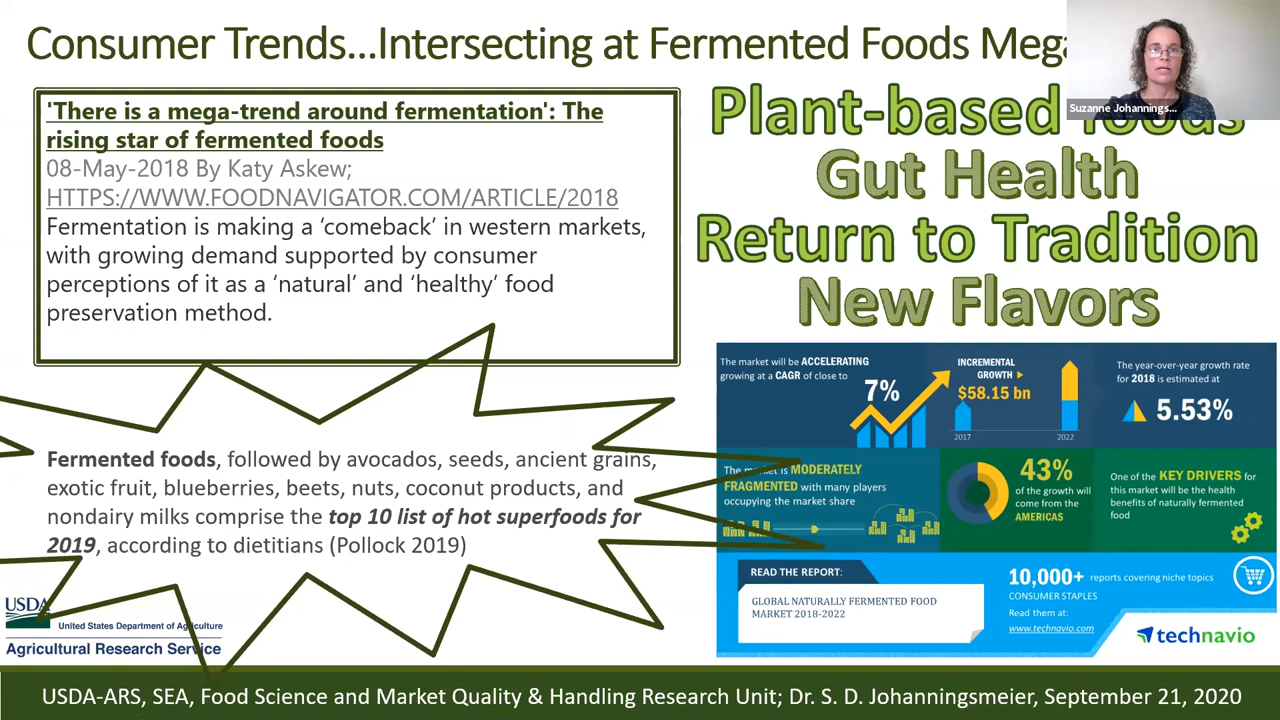 Consumer Trends...Intersecting at Fermented Foods Mega
Suzanne Johannings...
'There is a mega-trend around fermentation': The
rising star of fermented foods
08-May-2018 By Katy Askew;
HTTPS://WWW.FOODNAVIGATOR.COM/ARTICLE/2018
Fermentation is making a ‘comeback’ in western markets,
with growing demand supported by consumer
perceptions of it as a ‘natural’ and ‘healthy’ food
preservation method.
Plant-based foods
Gut Health
Return to Tradition
New Flavors
Fermented foods, followed by avocados, seeds, ancient grains,
exotic fruit, blueberries, beets, nuts, coconut products, and
nondairy milks comprise the top 10 list of hot superfoods for
2019, according to dietitians (Pollock 2019)
The market will be ACCELERATING
growing at a CAGR of close to
7%
INCREMENTAL
GROWTH
$58.15 bn
2017
2022
The year-over-year growth rate
for 2018 is estimated at
5.53%
The market is MODERATELY
FRAGMENTED with many players
occupying the market share
43%
of the growth will
come from the
AMERICAS
One of the KEY DRIVERS for
this market will be the health
benefits of naturally fermented
food
READ THE REPORT:
GLOBAL NATURALLY FERMENTED FOOD
MARKET 2018-2022
10,000+ reports covering niche topics
CONSUMER STAPLES
Read them at:
www.technavio.com
technavio
USDA
United States Department of Agriculture
Agricultural Research Service
USDA-ARS, SEA, Food Science and Market Quality & Handling Research Unit; Dr. S. D. Johanningsmeier, September 21, 2020